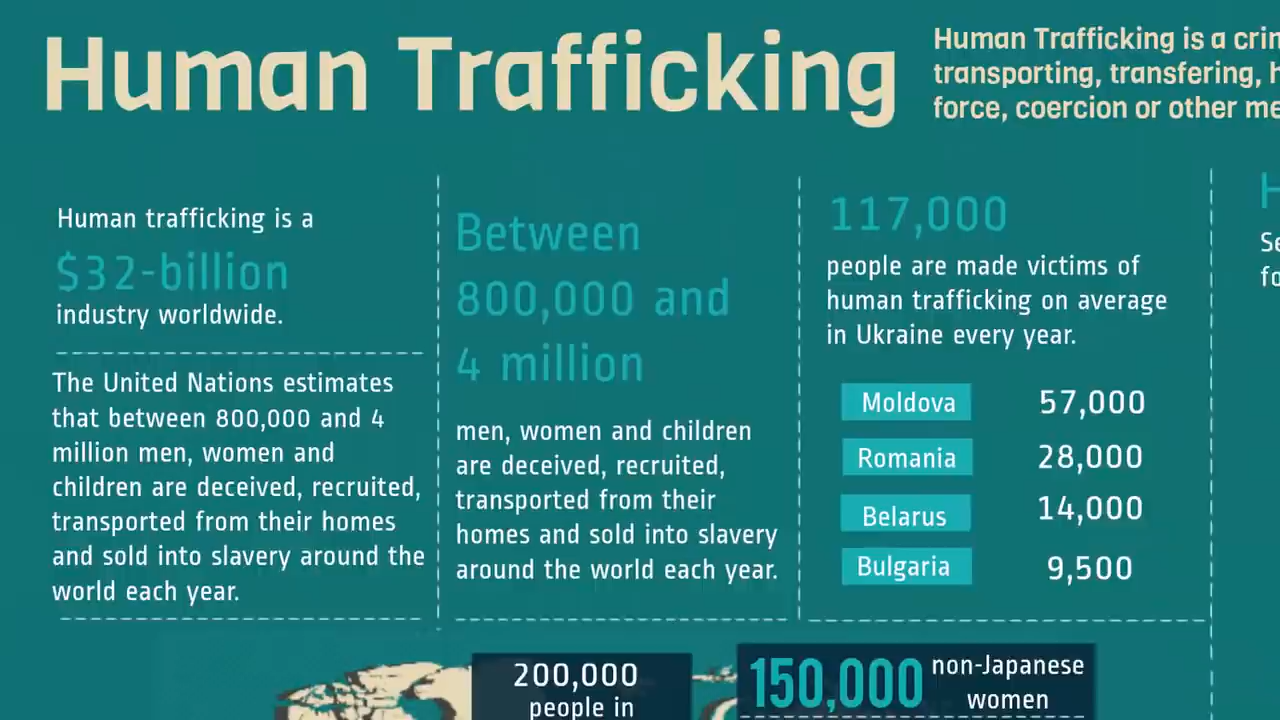 Human Trafficking
Human Trafficking is a
transporting, transfering,
force, coercion or other
Human trafficking is a
$32-billion
industry worldwide.
The United Nations estimates
that between 800,000 and 4
million men, women and
children are deceived, recruited,
transported from their homes
and sold into slavery around the
world each year.
Between
800,000 and
4 million
men, women and children
are deceived, recruited,
transported from their
homes and sold into slavery
around the world each year.
117,000
people are made victims of
human trafficking on average
in Ukraine every year.
Moldova 57,000
Romania 28,000
Belarus 14,000
Bulgaria 9,500
200,000
people in
150,000 non-Japanese
women